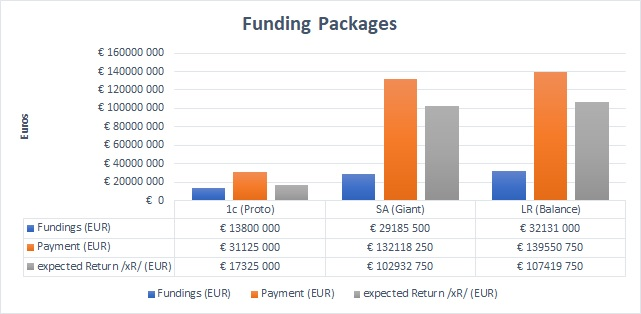 Funding Packages
Euros
€ 160000 000
€ 140000 000
€ 120000 000
€ 100000 000
€ 80000 000
€ 60000 000
€ 40000 000
€ 20000 000
€ 0
1c (Proto) SA (Giant) LR (Balance)
Fundings (EUR) € 13800 000 € 29185 500 € 32131 000
Payment (EUR) € 31125 000 € 132118 250 € 139550 750
expected Return /xR/ (EUR) € 17325 000 € 102932 750 € 107419 750
Fundings (EUR) Payment (EUR) expected Return /xR/ (EUR)